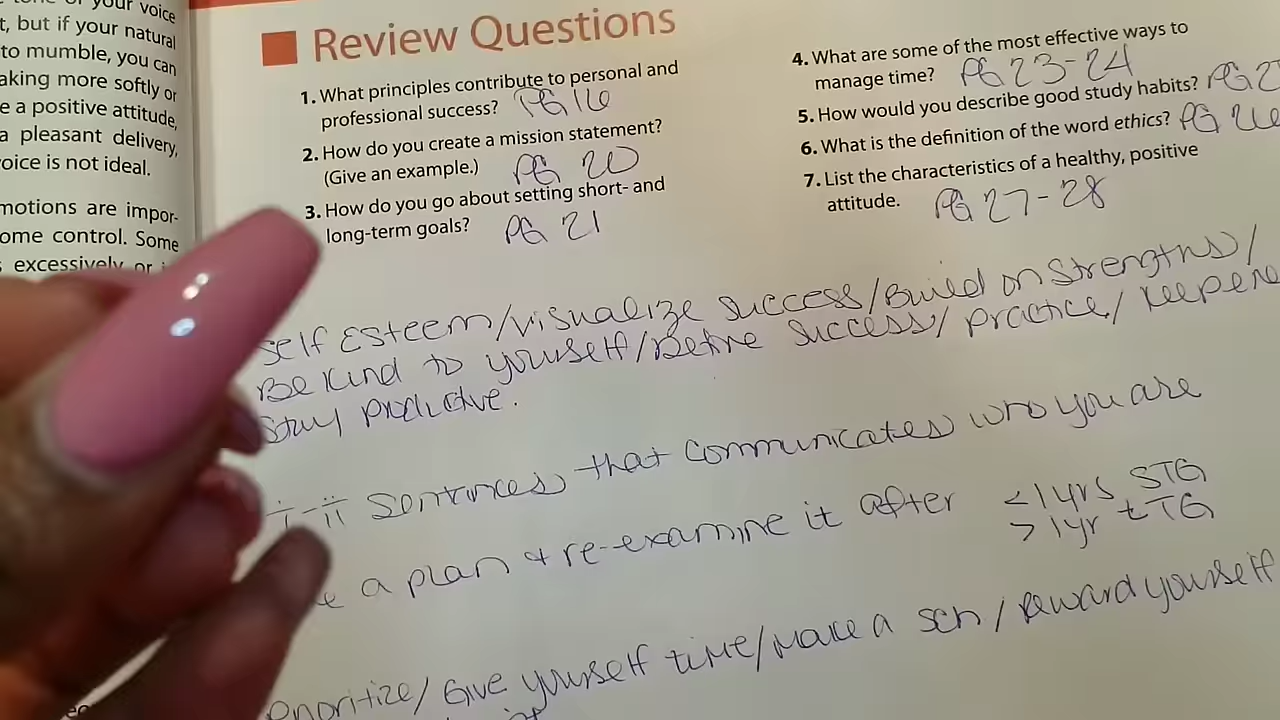 your voice
t, but if your natural
to mumble, you can
aking more softly or
e a positive attitude,
a pleasant delivery,
oice is not ideal.
motions are impor-
ome control. Some
excessively or
Review Questions
1. What principles contribute to personal and
professional success? PG 16
2. How do you create a mission statement?
(Give an example.) PG 20
3. How do you go about setting short- and
long-term goals? PG 21
4. What are some of the most effective ways to
manage time? PG 23-24
5. How would you describe good study habits? PG 2
6. What is the definition of the word ethics? PG 26
7. List the characteristics of a healthy, positive
attitude. PG 27-28
Self Esteem/visualize success/Build on strengths/
Be kind to yourself/Define success/practice/
Stay productive.
sentences that communicates who you are
a plan + re-examine it after <1yrs STG
>1yr LTG
prioritize/Give yourself time/Make a sch/reward yourself